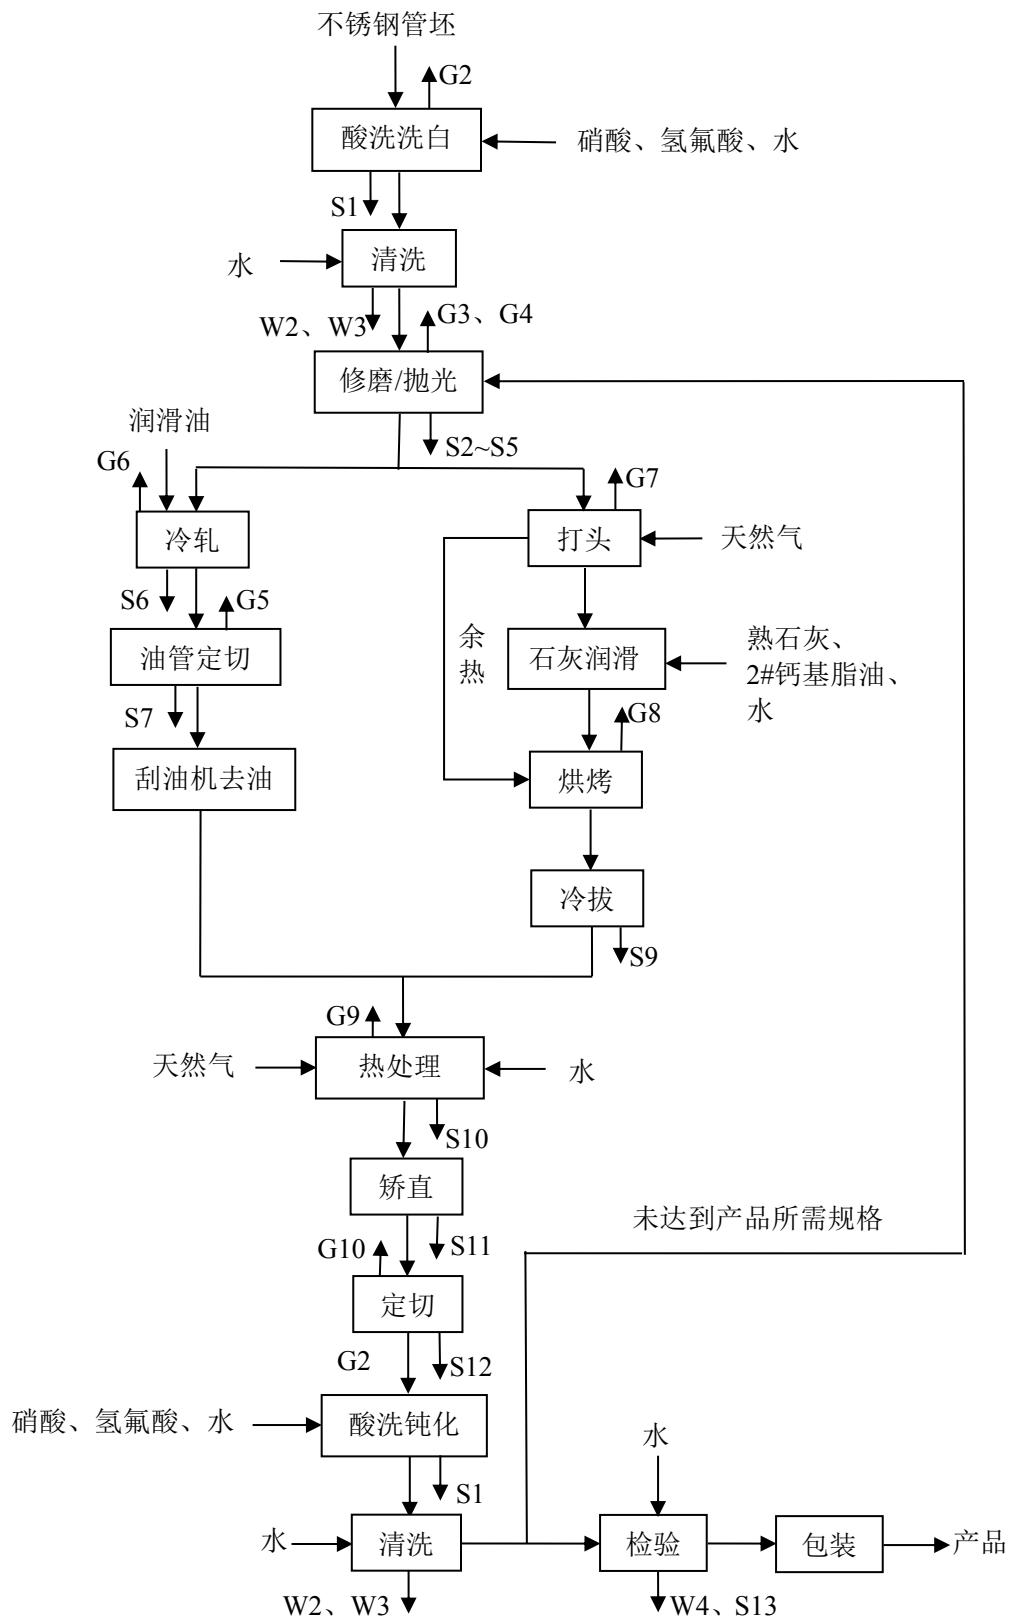 不锈钢管坯
G2
酸洗洗白
硝酸、氢氟酸、水
S1
水
清洗
W2、W3
G3、G4
修磨/抛光
S2~S5
润滑油
G6
G7
冷轧
打头
天然气
S6
G5
余
热
油管定切
石灰润滑
熟石灰、
2#钙基脂油、
水
S7
G8
刮油机去油
烘烤
冷拔
S9
G9
天然气
热处理
水
S10
矫直
未达到产品所需规格
G10
S11
定切
G2
S12
硝酸、氢氟酸、水
酸洗钝化
水
S1
水
清洗
检验
包装
产品
W2、W3
W4、S13